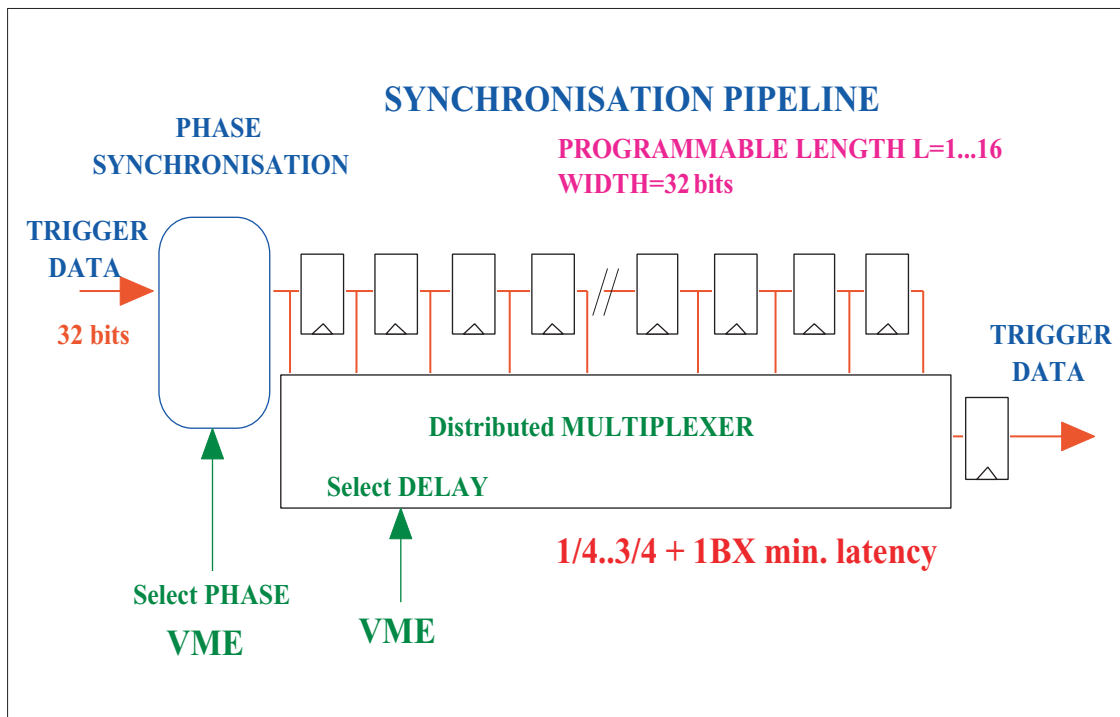 SYNCHRONISATION PIPELINE
PHASE
SYNCHRONISATION
PROGRAMMABLE LENGTH L=1...16
WIDTH=32 bits
TRIGGER
DATA
32 bits
TRIGGER
DATA
Distributed MULTIPLEXER
Select DELAY
1/4..3/4 + 1BX min. latency
Select PHASE
VME
VME